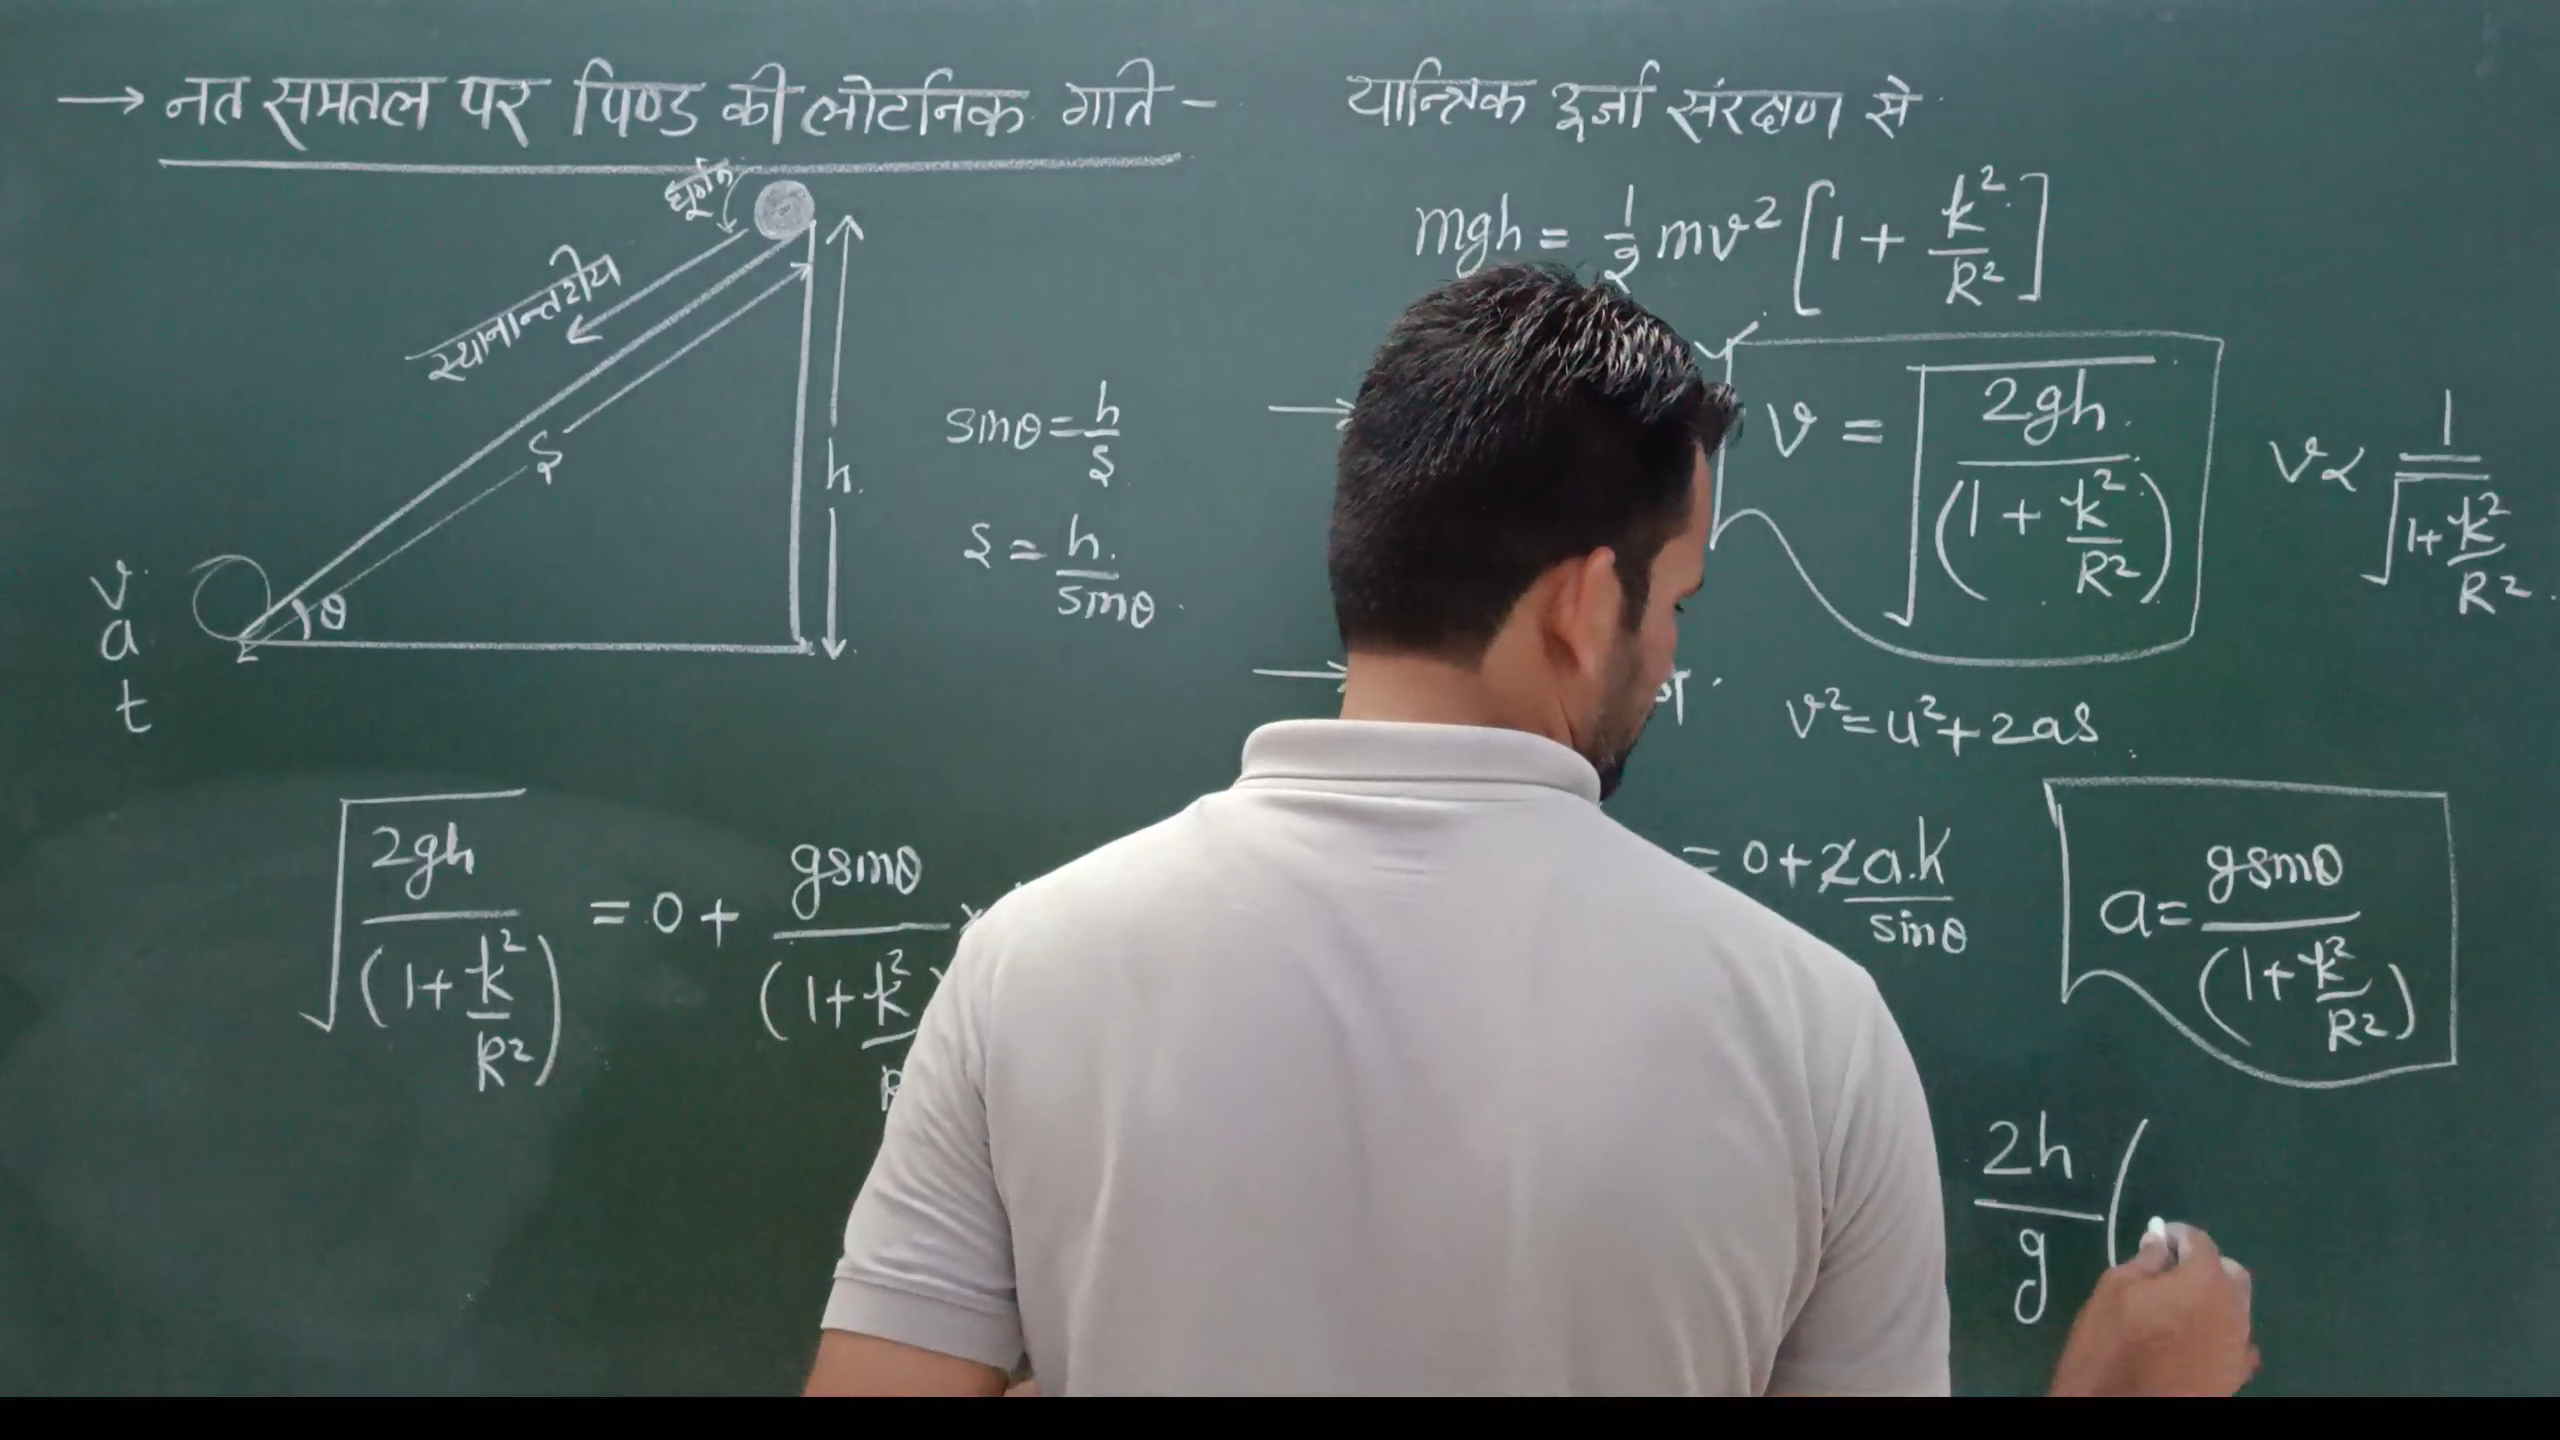 → नत समतल पर पिण्ड की लोटनिक गति -
घूर्णन
स्थानान्तरीय
S
h
θ
v
a
t
sinθ = h/s
s = h/sinθ
√(2gh/(1+k²/R²)) = 0 + gsinθ/(1+k²/R
यान्त्रिक ऊर्जा संरक्षण से
mgh = 1/2 mv² [1 + k²/R²]
→
v = √(2gh/(1+k²/R²))
v ∝ 1/√(1+k²/R²)
→
v² = u² + 2as
= 0 + 2a.h/sinθ
a = gsinθ/(1+k²/R²)
2h/g (